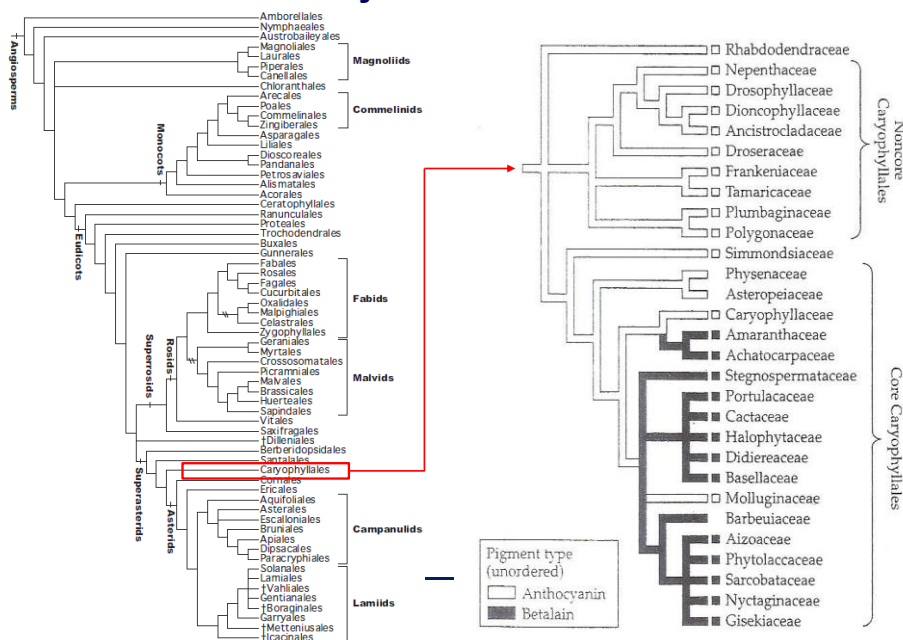 Amborellales
Nymphaeales
Austrobaileyales
Magnoliales
Laurales
Piperales
Canellales
Magnoliids
Chloranthales
Arecales
Poales
Commelinales
Zingiberales
Commelinids
Asparagales
Liliales
Dioscoreales
Pandanales
Petrosaviales
Alismatales
Acorales
Ceratophyllales
Ranunculales
Proteales
Trochodendrales
Buxales
Gunnerales
Fabales
Rosales
Fagales
Cucurbitales
Oxalidales
Malpighiales
Celastrales
Zygophyllales
Fabids
Geraniales
Myrtales
Crossosomatales
Picramniales
Malvales
Brassicales
Huerteales
Sapindales
Malvids
Vitales
Saxifragales
†Dilleniales
Berberidopsidales
Santalales
Caryophyllales
Cornales
Ericales
Aquifoliales
Asterales
Escalloniales
Bruniales
Apiales
Dipsacales
Paracryphiales
Campanulids
Solanales
Lamiales
†Vahliales
Gentianales
†Boraginales
Garryales
†Metteniusales
†Icacinales
Lamiids
Angiosperms
Monocots
Eudicots
Superrosids
Rosids
Superasterids
Asterids
Rhabdodendraceae
Nepenthaceae
Drosophyllaceae
Dioncophyllaceae
Ancistrocladaceae
Droseraceae
Frankeniaceae
Tamaricaceae
Plumbaginaceae
Polygonaceae
Noncore
Caryophyllales
Simmondsiaceae
Physenaceae
Asteropeiaceae
Caryophyllaceae
Amaranthaceae
Achatocarpaceae
Stegnospermataceae
Portulacaceae
Cactaceae
Halophytaceae
Didiereaceae
Basellaceae
Molluginaceae
Barbeuiaceae
Aizoaceae
Phytolaccaceae
Sarcobataceae
Nyctaginaceae
Gisekiaceae
Core Caryophyllales
Pigment type
(unordered)
Anthocyanin
Betalain